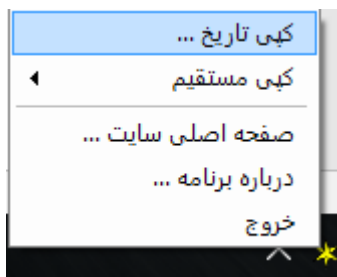 کپی تاریخ ...
کپی مستقیم
صفحه اصلی سایت ...
درباره برنامه ...
خروج